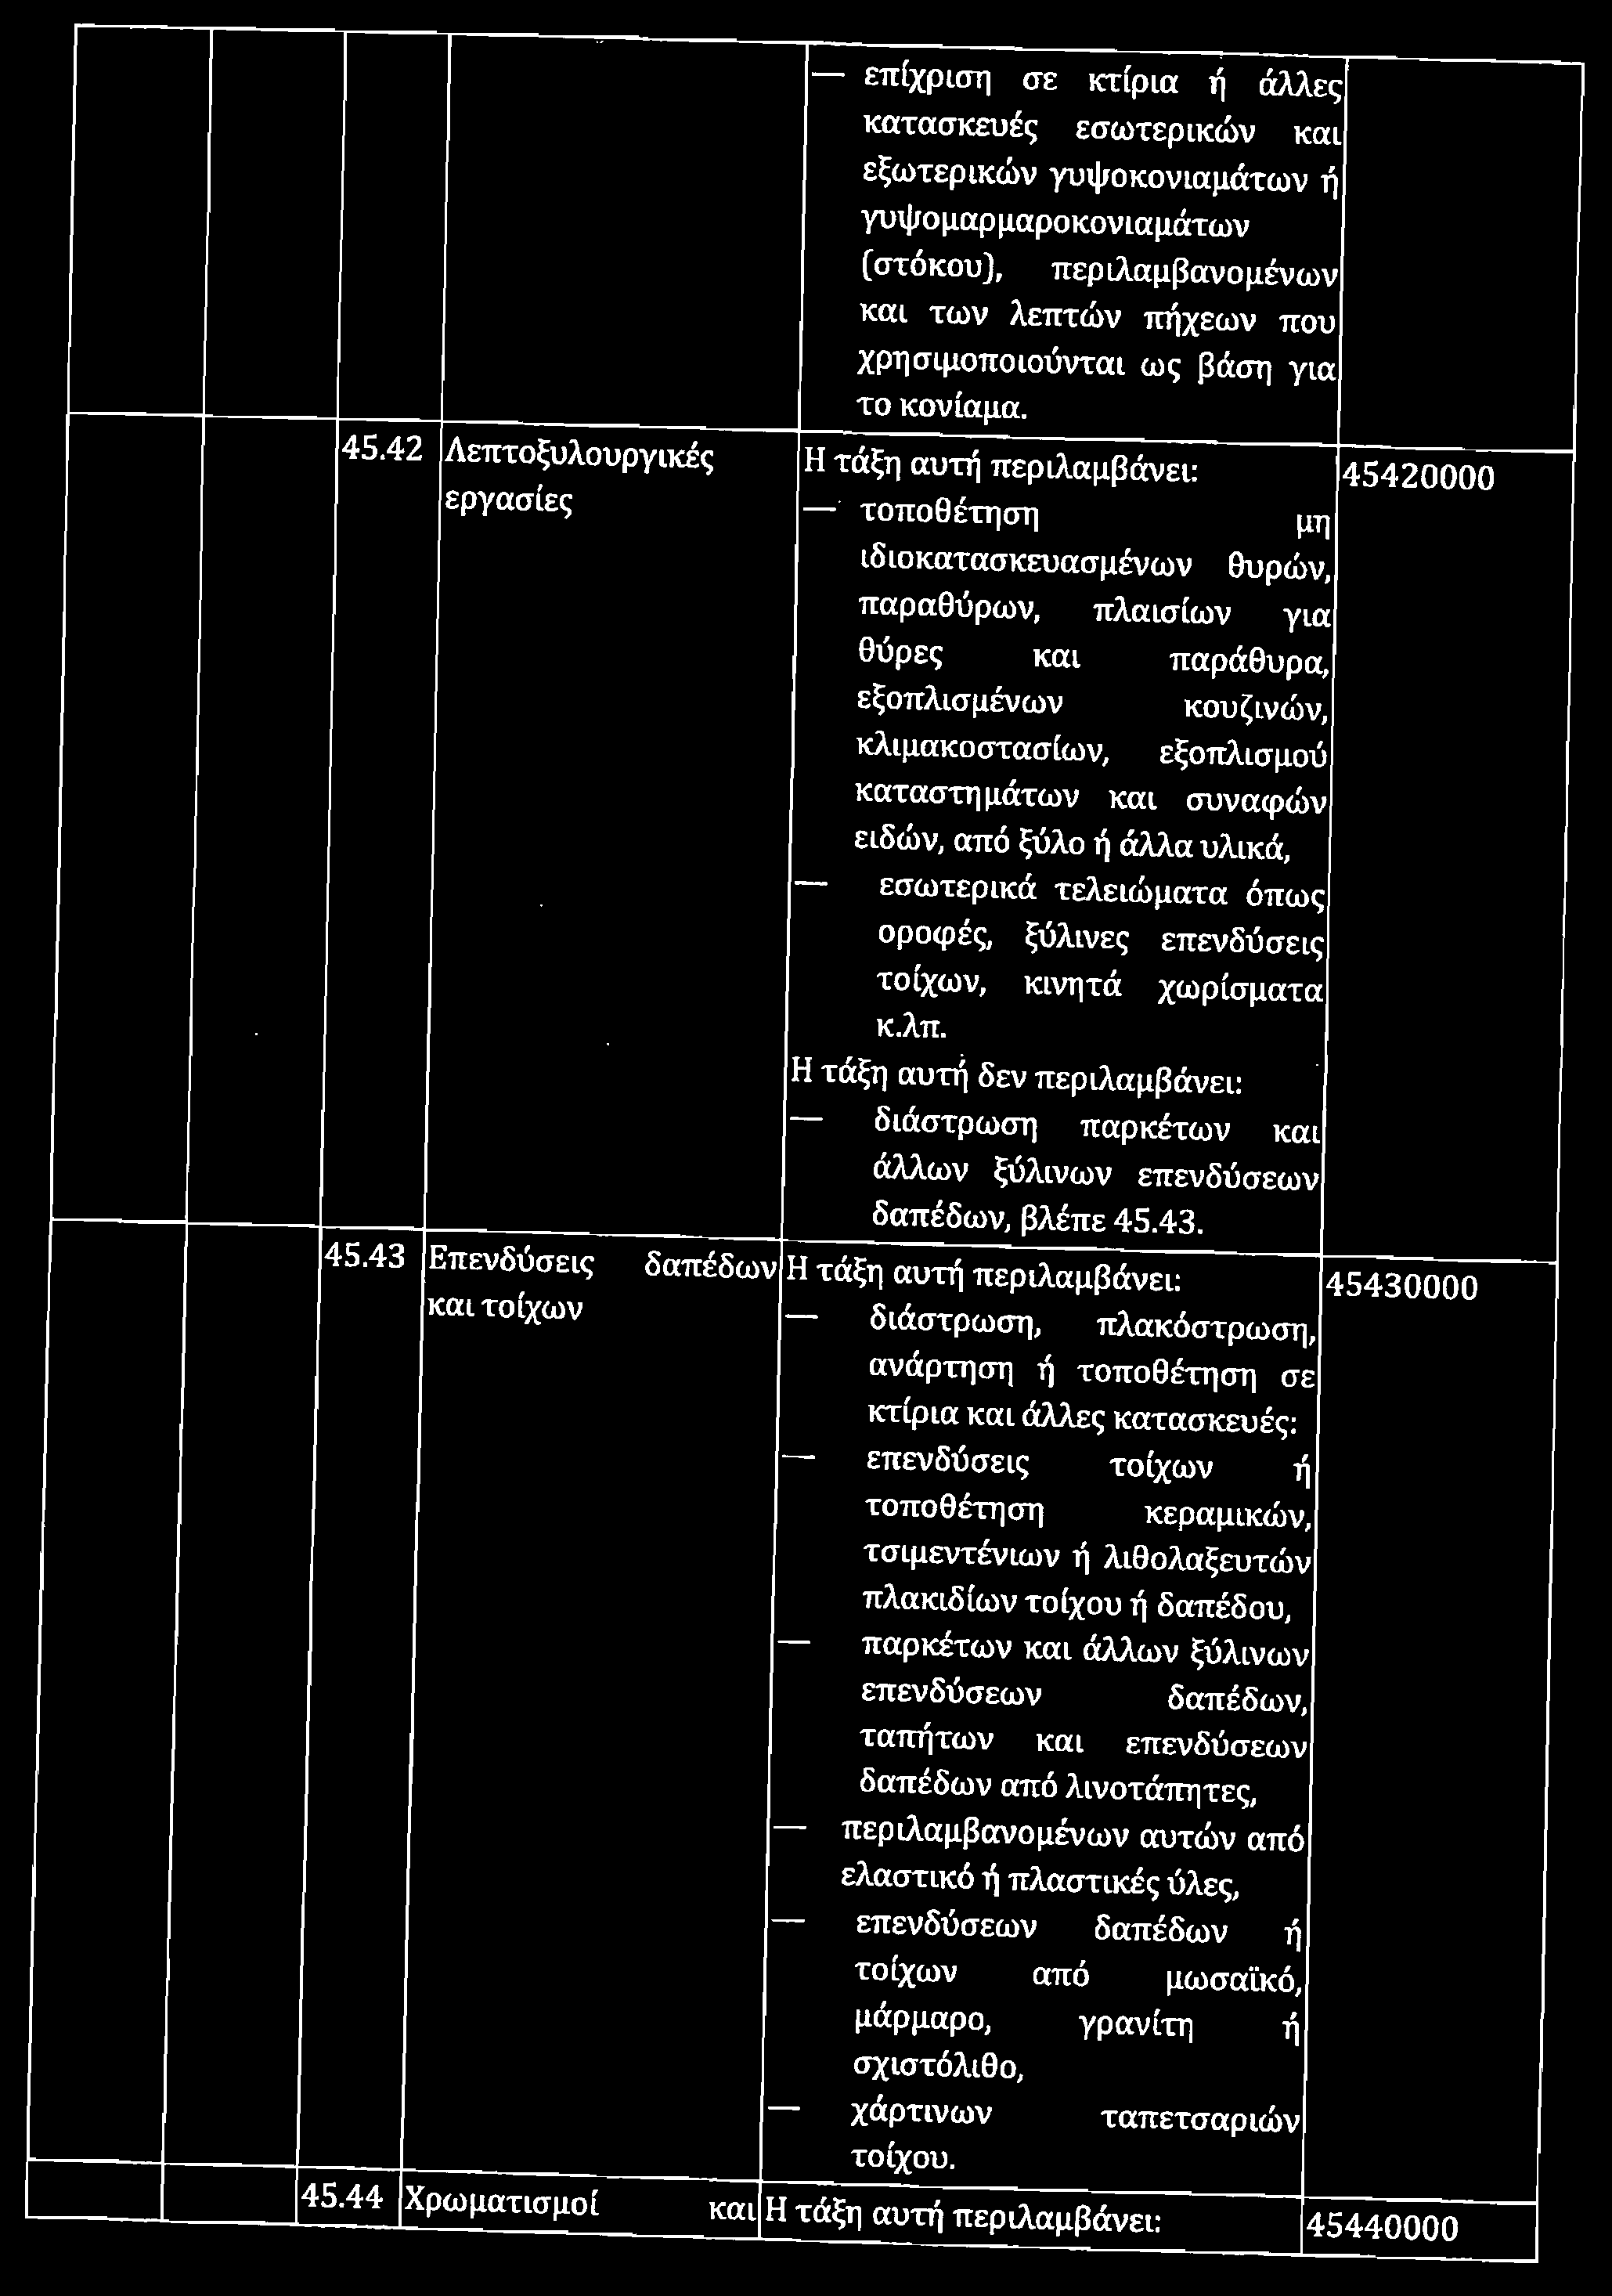 — επίχριση σε κτίρια ή άλλες
κατασκευές εσωτερικών και
εξωτερικών γυψοκονιαμάτων ή
γυψομαρμαροκονιαμάτων
(στόκου), περιλαμβανομένων
και των λεπτών πήχεων που
χρησιμοποιούνται ως βάση για
το κονίαμα.
45.42 Λεπτοξυλουργικές Η τάξη αυτή περιλαμβάνει: 45420000
εργασίες — τοποθέτηση μη
ιδιοκατασκευασμένων θυρών,
παραθύρων, πλαισίων για
θύρες και παράθυρα,
εξοπλισμένων κουζινών,
κλιμακοστασίων, εξοπλισμού
καταστημάτων και συναφών
ειδών, από ξύλο ή άλλα υλικά,
— εσωτερικά τελειώματα όπως
οροφές, ξύλινες επενδύσεις
τοίχων, κινητά χωρίσματα
κ.λπ.
Η τάξη αυτή δεν περιλαμβάνει:
— διάστρωση παρκέτων και
άλλων ξύλινων επενδύσεων
δαπέδων, βλέπε 45.43.
45.43 Επενδύσεις δαπέδων Η τάξη αυτή περιλαμβάνει: 45430000
και τοίχων — διάστρωση, πλακόστρωση,
ανάρτηση ή τοποθέτηση σε
κτίρια και άλλες κατασκευές:
— επενδύσεις τοίχων ή
τοποθέτηση κεραμικών,
τσιμεντένιων ή λιθολαξευτών
πλακιδίων τοίχου ή δαπέδου,
— παρκέτων και άλλων ξύλινων
επενδύσεων δαπέδων,
ταπήτων και επενδύσεων
δαπέδων από λινοτάπητες,
— περιλαμβανομένων αυτών από
ελαστικό ή πλαστικές ύλες,
— επενδύσεων δαπέδων ή
τοίχων από μωσαϊκό,
μάρμαρο, γρανίτη ή
σχιστόλιθο,
— χάρτινων ταπετσαριών
τοίχου.
45.44 Χρωματισμοί και Η τάξη αυτή περιλαμβάνει: 45440000